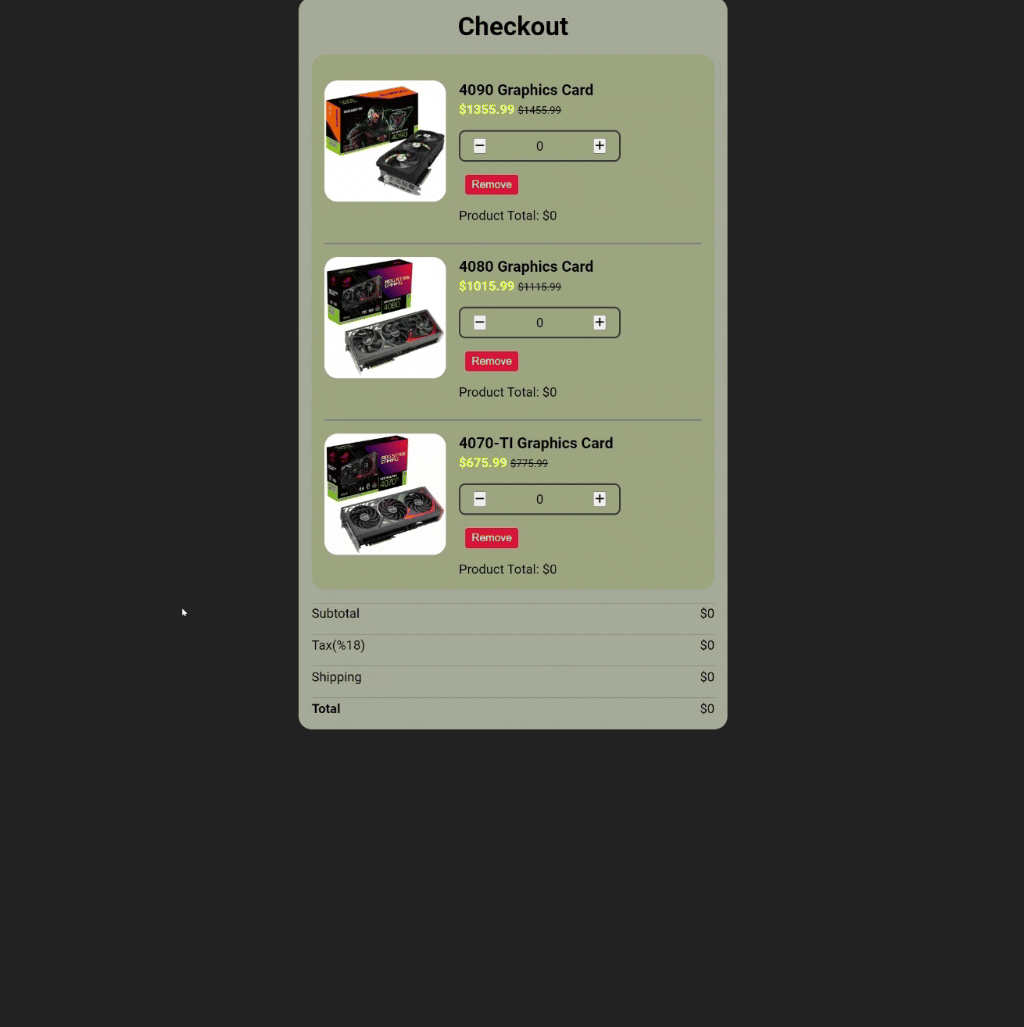 Checkout
4090 Graphics Card
$1355.99 $1455.99
− 0 +
Remove
Product Total: $0
4080
4080 Graphics Card
$1015.99 $1115.99
− 0 +
Remove
Product Total: $0
4070-TI Graphics Card
$675.99 $775.99
− 0 +
Remove
Product Total: $0
Subtotal $0
Tax(%18) $0
Shipping $0
Total $0